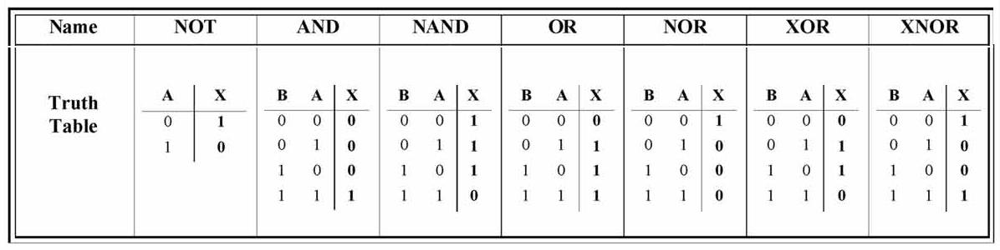 Name NOT AND NAND OR NOR XOR XNOR
A X B A X B A X B A X B A X B A X B A X
Truth
Table
0 1 0 0 0 0 0 1 0 0 0 0 0 1 0 0 0 0 0 1
1 0 0 1 0 0 1 1 0 1 1 0 1 0 0 1 1 0 1 0
1 0 0 1 0 1 1 0 1 1 0 0 1 0 1 1 0 0
1 1 1 1 1 0 1 1 1 1 1 0 1 1 0 1 1 1